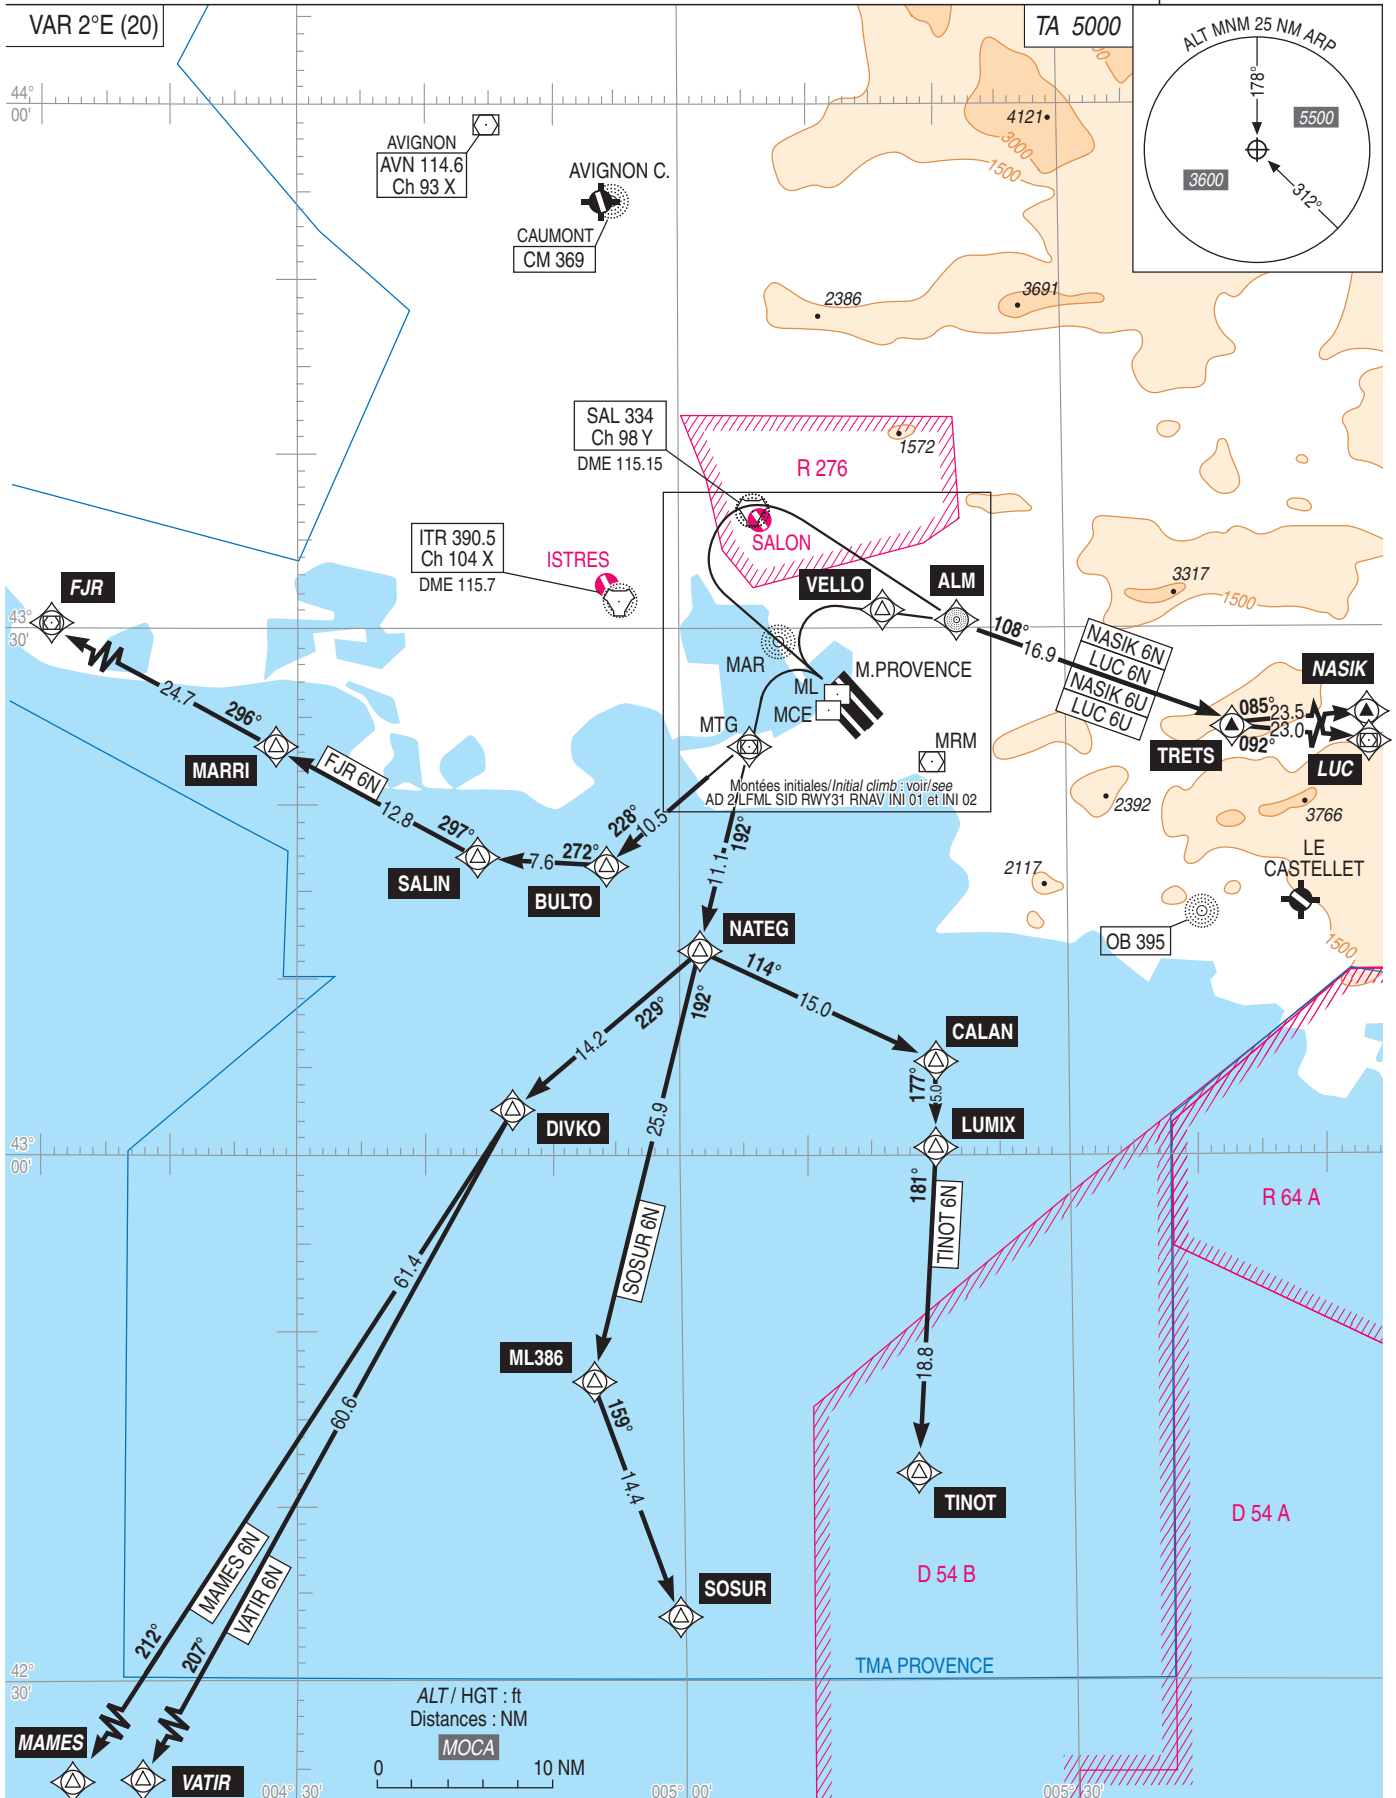 VAR 2°E (20)
TA 5000
ALT MNM 25 NM ARP
178°
5500
3600
312°
44°
00'
AVIGNON
AVN 114.6
Ch 93 X
AVIGNON C.
CAUMONT
CM 369
4121
3000
1500
2386
3691
SAL 334
Ch 98 Y
DME 115.15
R 276
1572
SALON
ITR 390.5
Ch 104 X
DME 115.7
ISTRES
VELLO
ALM
3317
1500
FJR
43°
30'
108°
16.9
NASIK 6N
LUC 6N
NASIK 6U
LUC 6U
MAR
M.PROVENCE
ML
MCE
NASIK
085°
23.5
23.0
092°
TRETS
LUC
24.7
296°
MARRI
MTG
MRM
FJR 6N
Montées initiales/Initial climb : voir/see
AD 2 LFML SID RWY31 RNAV INI 01 et INI 02
2392
3766
12.8
297°
228°
10.5
192°
272°
7.6
11.1
SALIN
BULTO
LE
CASTELLET
2117
NATEG
OB 395
1500
114°
15.0
192°
229°
14.2
CALAN
177°
5.0
25.9
DIVKO
LUMIX
43°
00'
181°
TINOT 6N
R 64 A
SOSUR 6N
61.4
60.6
ML386
18.8
159°
14.4
TINOT
D 54 A
D 54 B
MAMES 6N
VATIR 6N
SOSUR
212°
207°
TMA PROVENCE
42°
30'
ALT / HGT : ft
Distances : NM
MOCA
MAMES
VATIR
0 10 NM
004° 30'
005° 00'
005° 30'